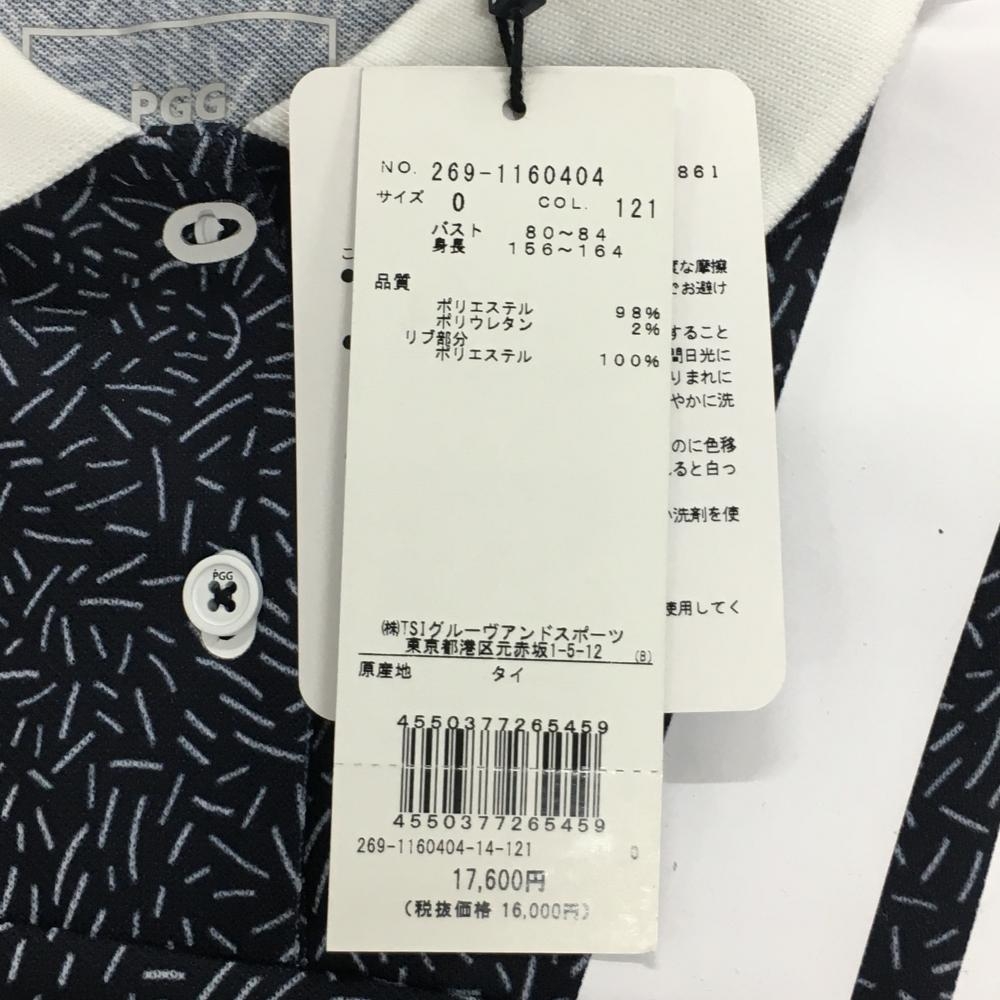 PGG
NO. 269-1160404
サイズ 0 COL. 121
バスト 80～84
身長 156～164
品質
ポリエステル 98%
ポリウレタン 2%
リブ部分
ポリエステル 100%
㈱TSIグルーヴアンドスポーツ
東京都港区元赤坂1-5-12 (B)
原産地 タイ
4550377265459
4550377265459
269-1160404-14-121 0
17,600円
(税抜価格 16,000円)
861
こ
度な摩擦
でお避け
すること
間日光に
りまれに
やかに洗
のに色移
ると白っ
洗剤を使
使用してく
PGG